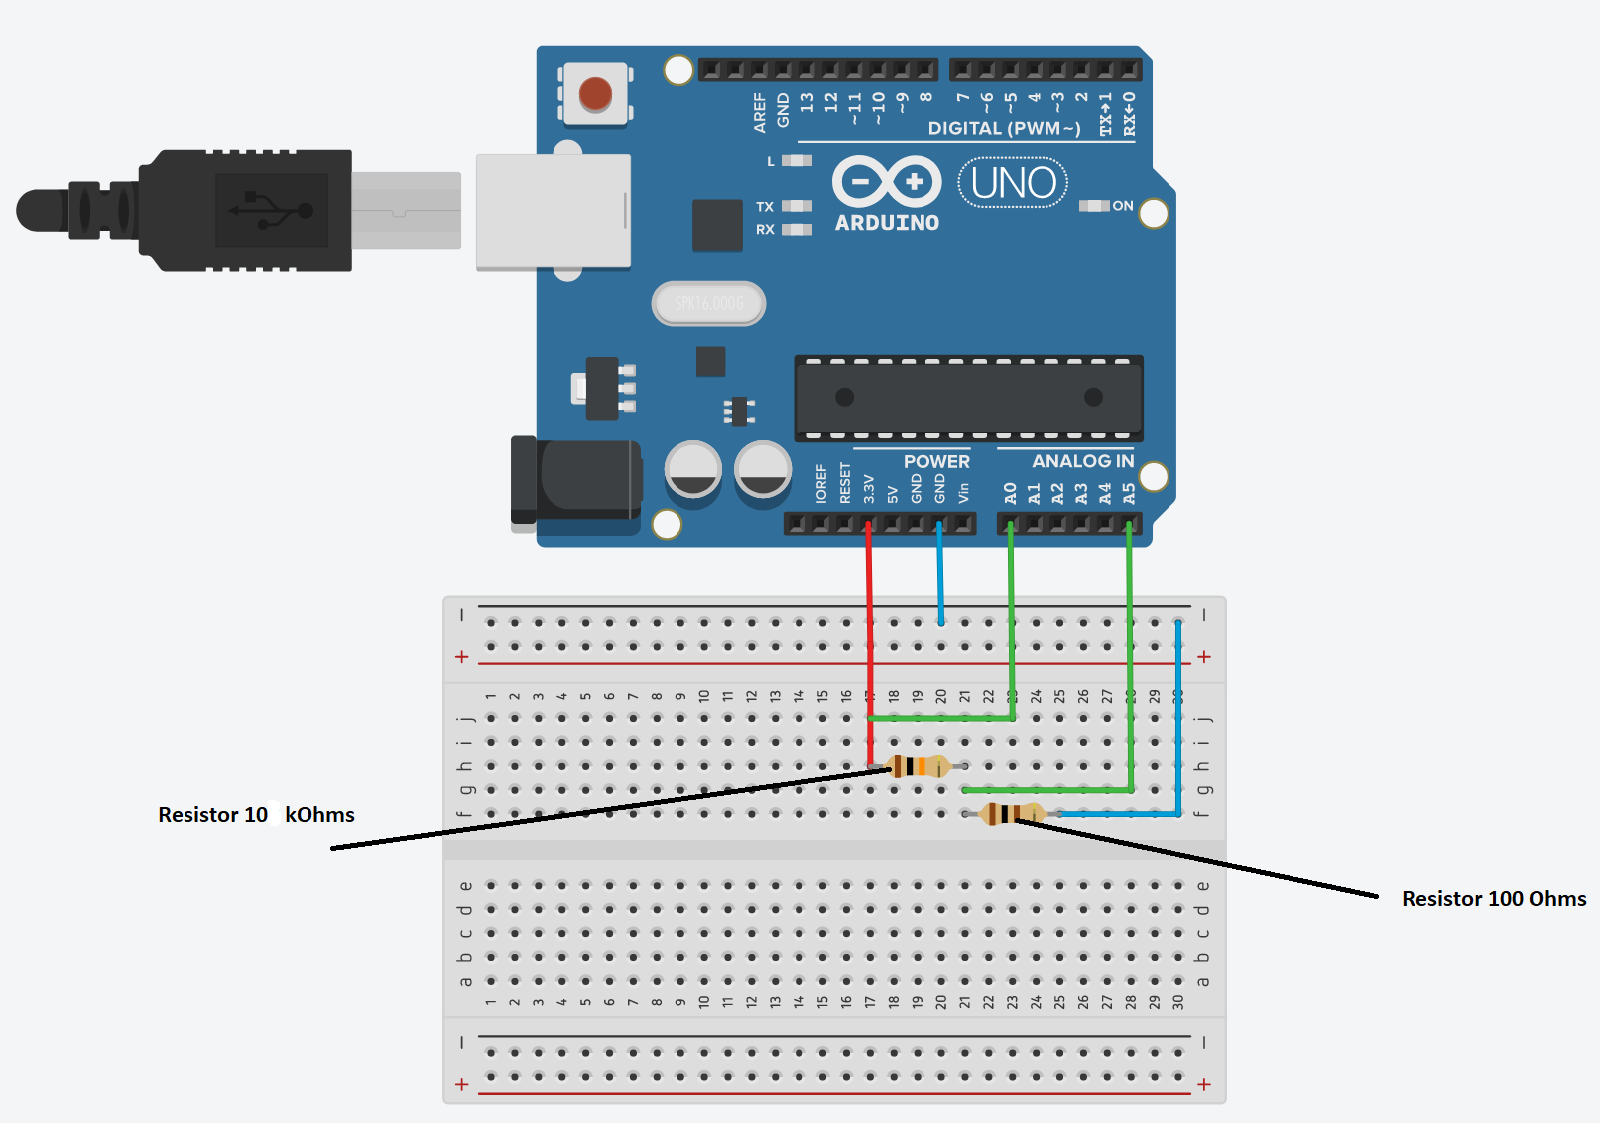 AREF GND 13 12 ~11 ~10 ~9 8 7 ~6 ~5 4 ~3 2 TX→1 RX←0
DIGITAL (PWM~)
L
TX
RX
UNO
ARDUINO
ON
SPK16.000G
POWER
ANALOG IN
IOREF RESET 3.3V 5V GND GND Vin A0 A1 A2 A3 A4 A5
− −
+ +
1 2 3 4 5 6 7 8 9 10 11 12 13 14 15 16 17 18 19 20 21 22 23 24 25 26 27 28 29 30
j j
i i
h h
g g
Resistor 10 kOhms
f f
e e
Resistor 100 Ohms
d d
c c
b b
a a
1 2 3 4 5 6 7 8 9 10 11 12 13 14 15 16 17 18 19 20 21 22 23 24 25 26 27 28 29 30
− −
+ +